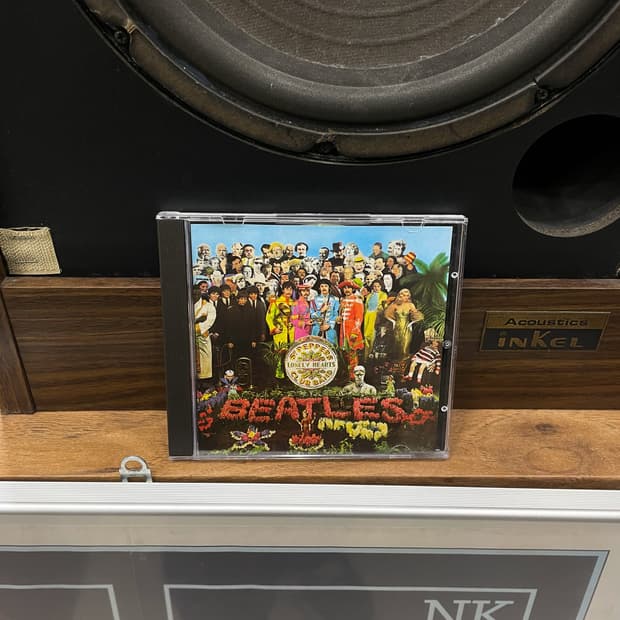 Acoustics
inKEL
SGT PEPPERS
LONELY HEARTS
CLUB BAND
BEATLES
NK